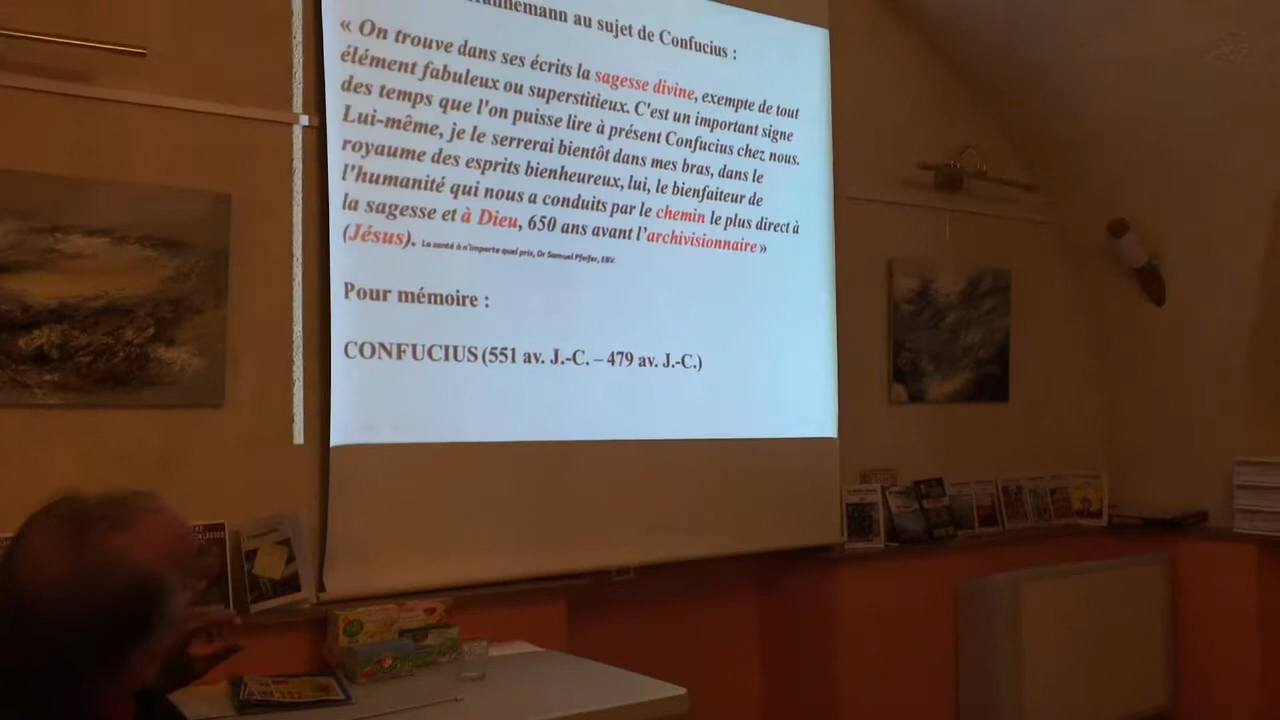 au sujet de Confucius :
« On trouve dans ses écrits la sagesse divine, exempte de tout
élément fabuleux ou superstitieux. C'est un important signe
des temps que l'on puisse lire à présent Confucius chez nous.
Lui-même, je le serrerai bientôt dans mes bras, dans le
royaume des esprits bienheureux, lui, le bienfaiteur de
l'humanité qui nous a conduits par le chemin le plus direct à
la sagesse et à Dieu, 650 ans avant l'archivisionnaire »
(Jésus). La santé à n'importe quel prix, Dr Samuel Pfeifer, EBV.
Pour mémoire :
CONFUCIUS (551 av. J.-C. – 479 av. J.-C.)